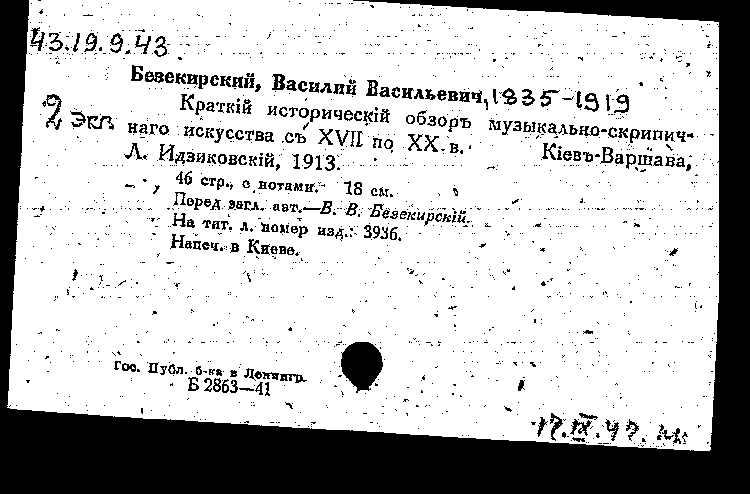 43.19.9.43
Безекирский, Василий Васильевич, 1835-1919
2 экз
Краткій историческій обзоръ музыкально-скрипич-
наго искусства съ XVII по XX в. Кіевъ-Варшава,
Л. Идзиковскій, 1913.
46 стр., с нотами. 18 см.
Перед загл. авт.—В. В. Безекирскій.
На тит. л. номер изд.: 3936.
Напеч. в Киеве.
Гос. Публ. б-ка в Ленингр.
Б 2863—41
17.IX.47.